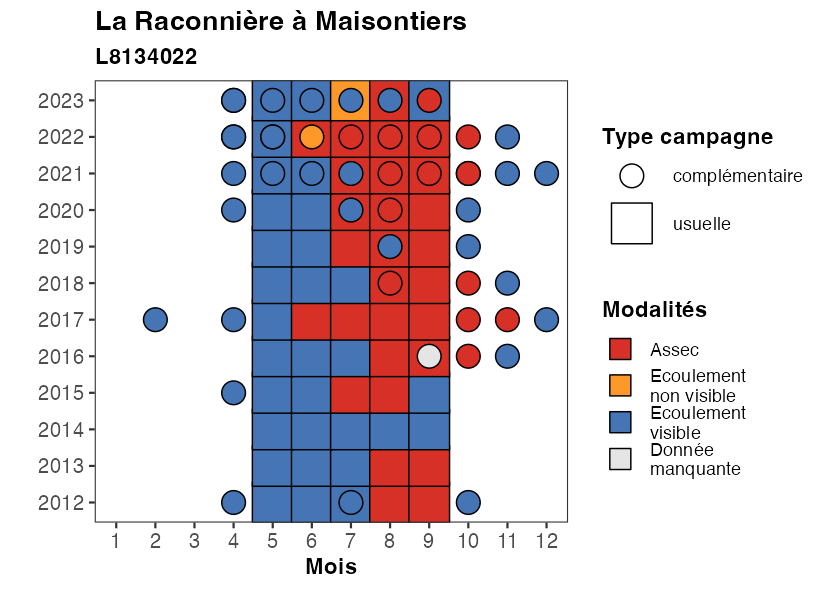 La Raconnière à Maisontiers
L8134022
2023
2022
2021
2020
2019
2018
2017
2016
2015
2014
2013
2012
1 2 3 4 5 6 7 8 9 10 11 12
Mois
Type campagne
complémentaire
usuelle
Modalités
Assec
Ecoulement
non visible
Ecoulement
visible
Donnée
manquante